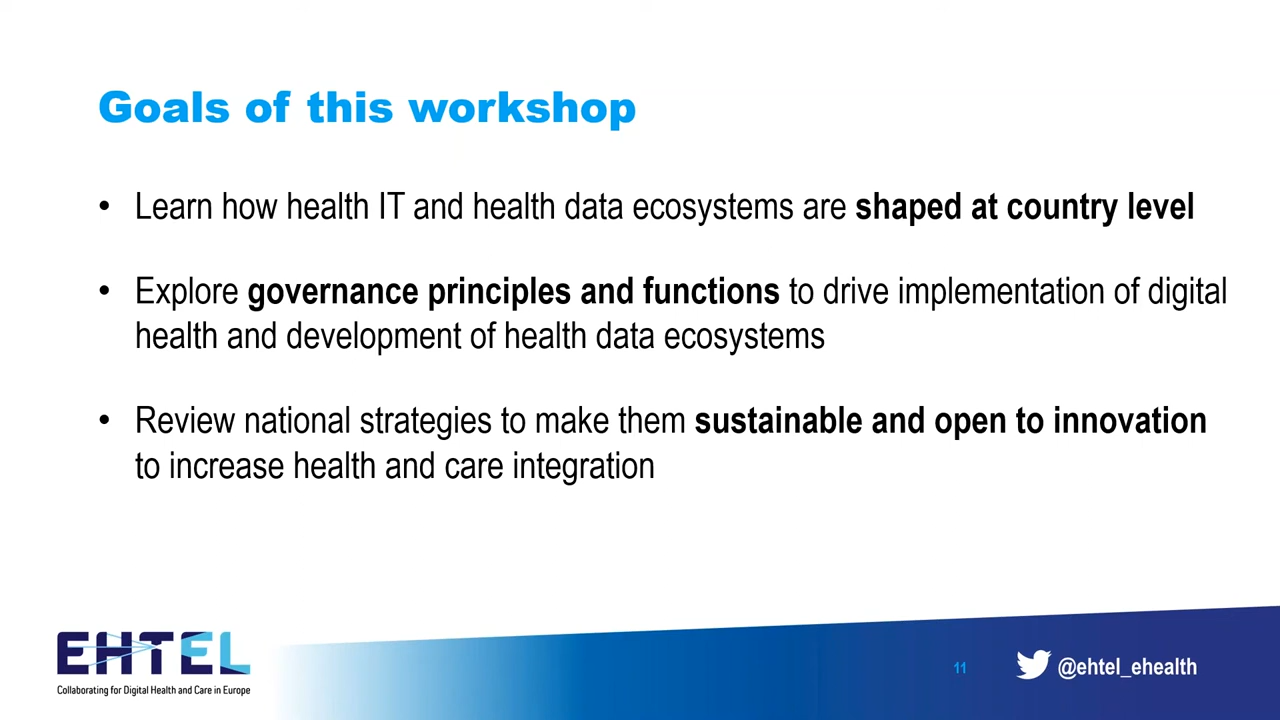 Goals of this workshop
• Learn how health IT and health data ecosystems are shaped at country level
• Explore governance principles and functions to drive implementation of digital
health and development of health data ecosystems
• Review national strategies to make them sustainable and open to innovation
to increase health and care integration
EHTEL
Collaborating for Digital Health and Care in Europe
11
@ehtel_ehealth